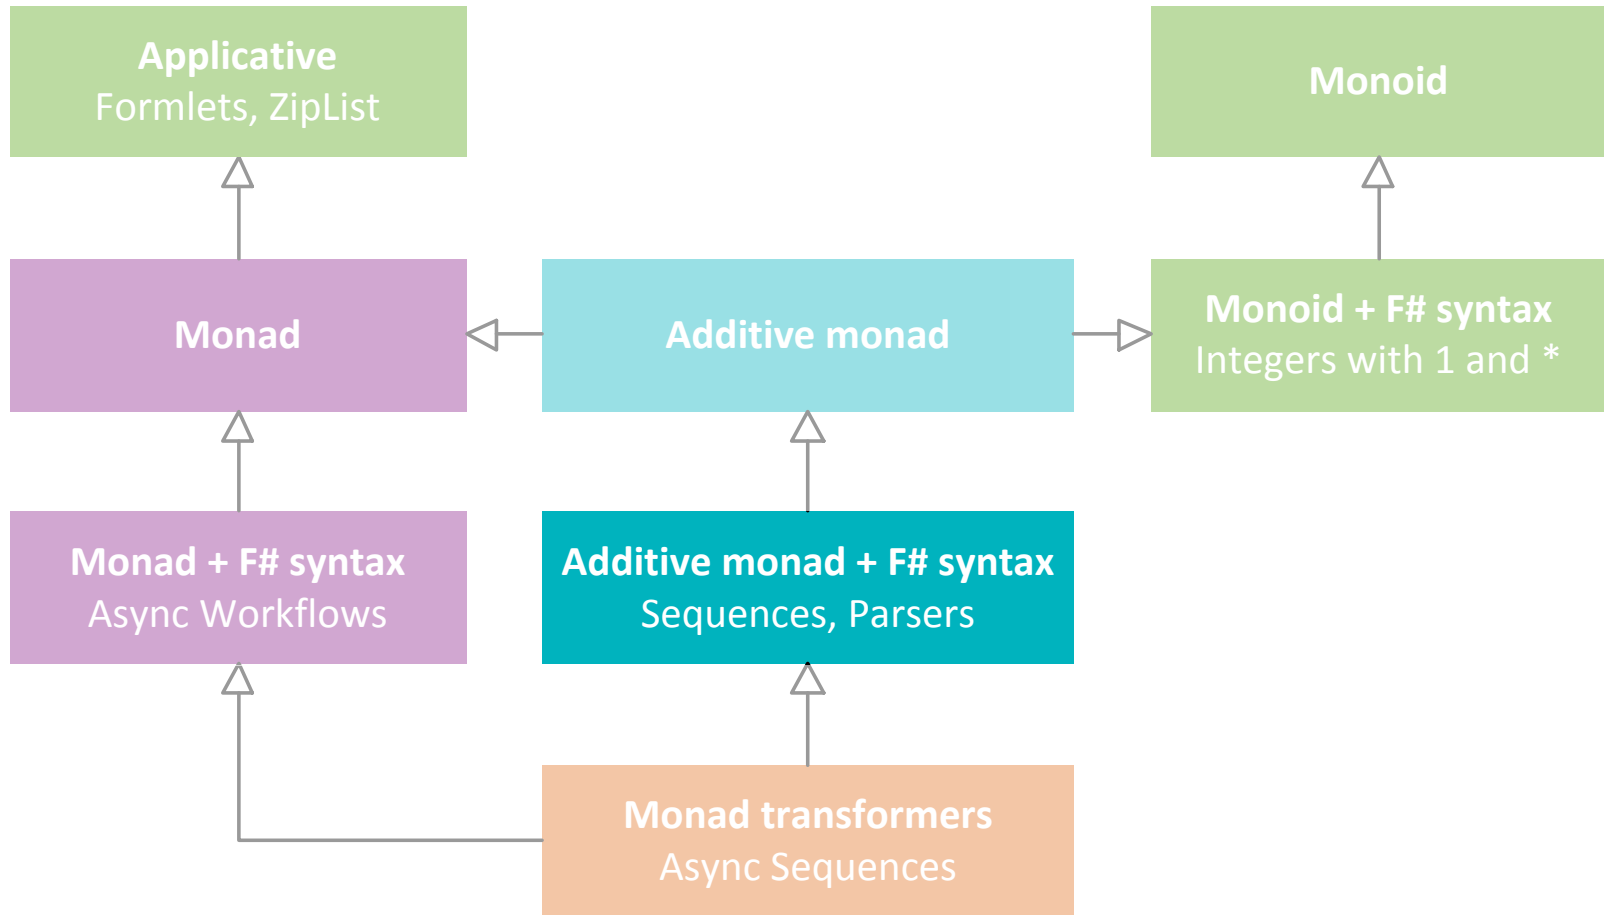 Applicative
Formlets, ZipList
Monoid
Monad
Additive monad
Monoid + F# syntax
Integers with 1 and *
Monad + F# syntax
Async Workflows
Additive monad + F# syntax
Sequences, Parsers
Monad transformers
Async Sequences